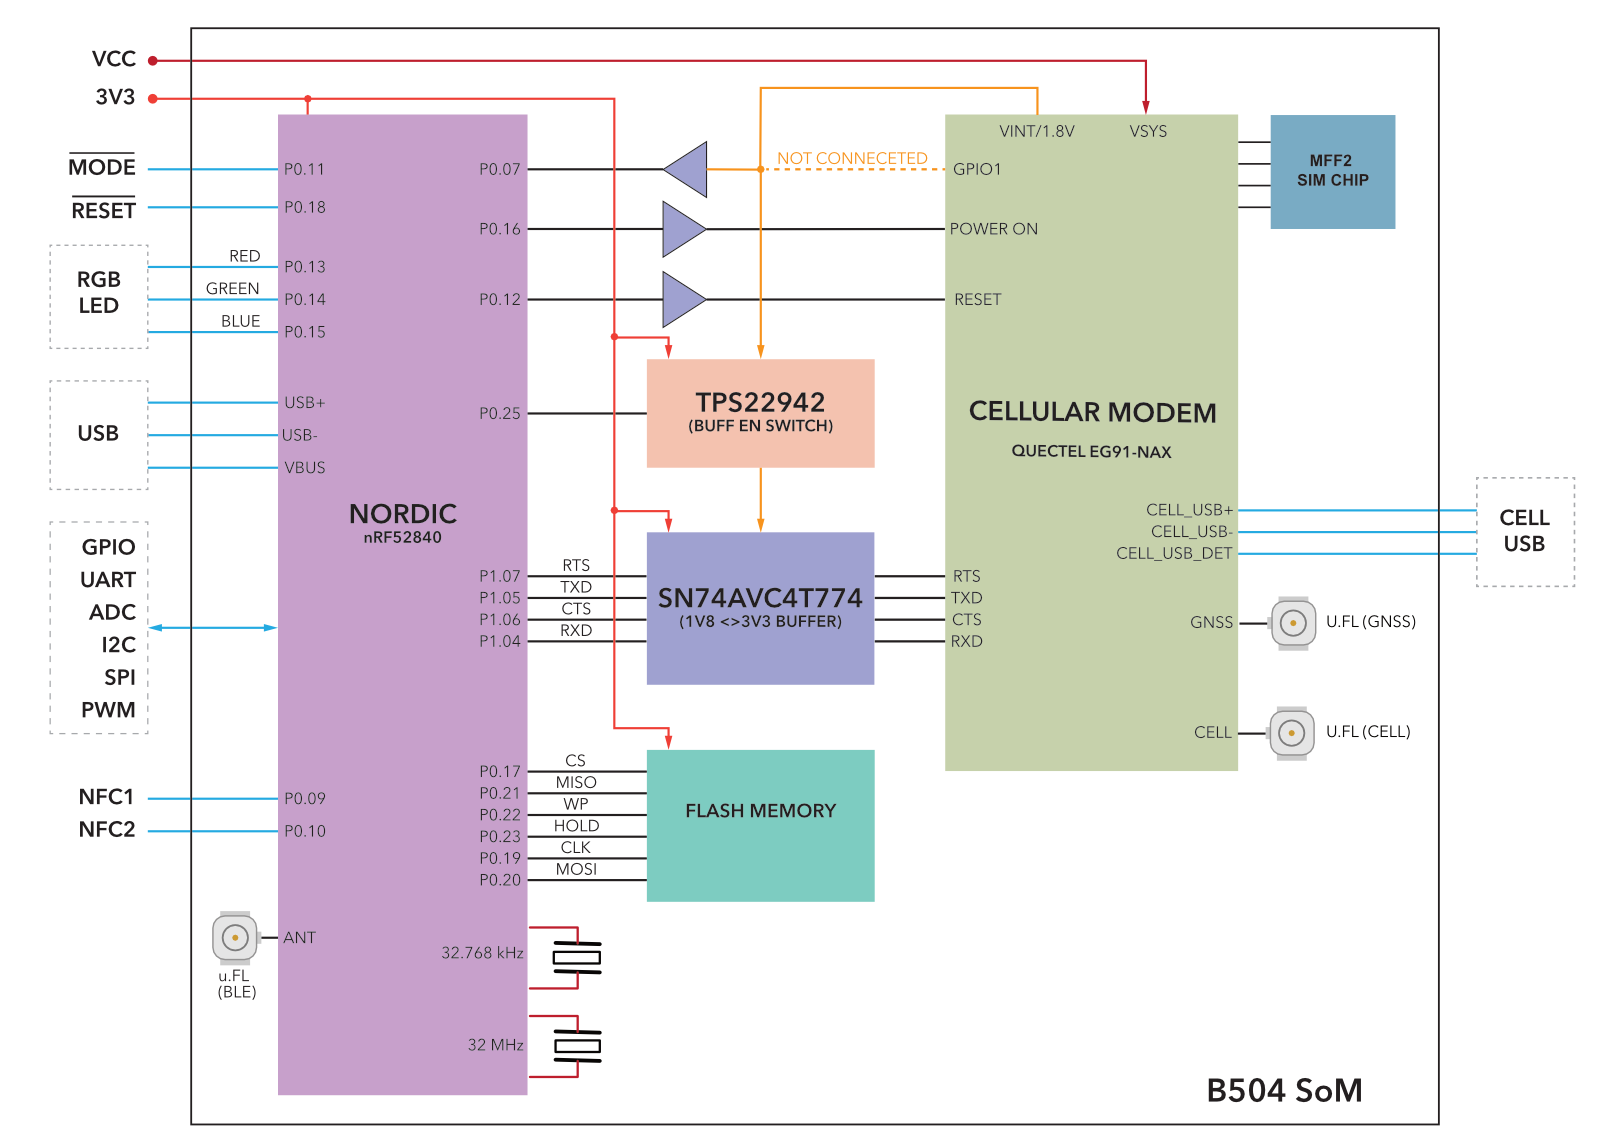 VCC
3V3
MODE
RESET
RGB
LED
RED
GREEN
BLUE
USB
GPIO
UART
ADC
I2C
SPI
PWM
NFC1
NFC2
u.FL
(BLE)
P0.11
P0.18
P0.13
P0.14
P0.15
USB+
USB-
VBUS
P0.09
P0.10
ANT
NORDIC
nRF52840
P0.07
P0.16
P0.12
P0.25
P1.07
P1.05
P1.06
P1.04
P0.17
P0.21
P0.22
P0.23
P0.19
P0.20
32.768 kHz
32 MHz
RTS
TXD
CTS
RXD
CS
MISO
WP
HOLD
CLK
MOSI
NOT CONNECETED
TPS22942
(BUFF EN SWITCH)
SN74AVC4T774
(1V8 <>3V3 BUFFER)
FLASH MEMORY
VINT/1.8V
VSYS
GPIO1
POWER ON
RESET
CELLULAR MODEM
QUECTEL EG91-NAX
RTS
TXD
CTS
RXD
CELL_USB+
CELL_USB-
CELL_USB_DET
GNSS
CELL
MFF2
SIM CHIP
CELL
USB
U.FL (GNSS)
U.FL (CELL)
B504 SoM